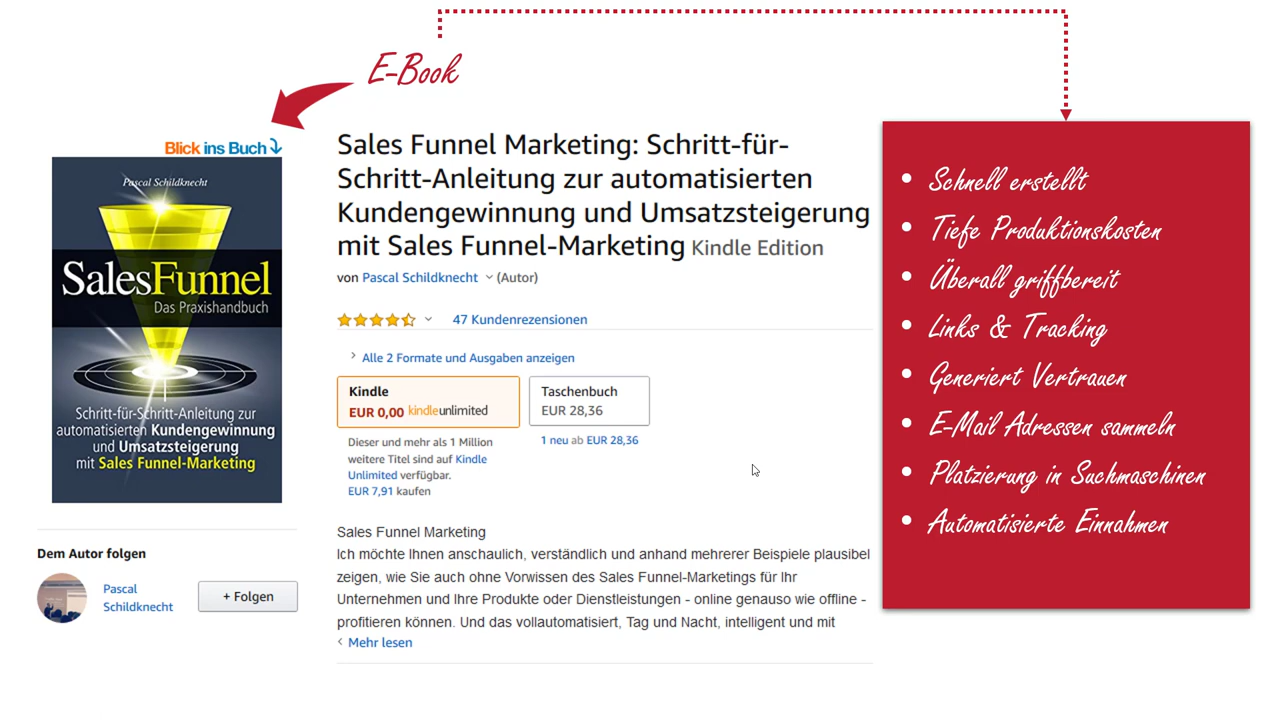 E-Book
Blick ins Buch
Pascal Schildknecht
SalesFunnel
Das Praxishandbuch
Schritt-für-Schritt-Anleitung zur
automatisierten Kundengewinnung
und Umsatzsteigerung
mit Sales Funnel-Marketing
Dem Autor folgen
Pascal
Schildknecht
+ Folgen
Sales Funnel Marketing: Schritt-für-
Schritt-Anleitung zur automatisierten
Kundengewinnung und Umsatzsteigerung
mit Sales Funnel-Marketing Kindle Edition
von Pascal Schildknecht (Autor)
47 Kundenrezensionen
Alle 2 Formate und Ausgaben anzeigen
Kindle
EUR 0,00 kindleunlimited
Dieser und mehr als 1 Million
weitere Titel sind auf Kindle
Unlimited verfügbar.
EUR 7,91 kaufen
Taschenbuch
EUR 28,36
1 neu ab EUR 28,36
Sales Funnel Marketing
Ich möchte Ihnen anschaulich, verständlich und anhand mehrerer Beispiele plausibel
zeigen, wie Sie auch ohne Vorwissen des Sales Funnel-Marketings für Ihr
Unternehmen und Ihre Produkte oder Dienstleistungen - online genauso wie offline -
profitieren können. Und das vollautomatisiert, Tag und Nacht, intelligent und mit
Mehr lesen
• Schnell erstellt
• Tiefe Produktionskosten
• Überall griffbereit
• Links & Tracking
• Generiert Vertrauen
• E-Mail Adressen sammeln
• Platzierung in Suchmaschinen
• Automatisierte Einnahmen